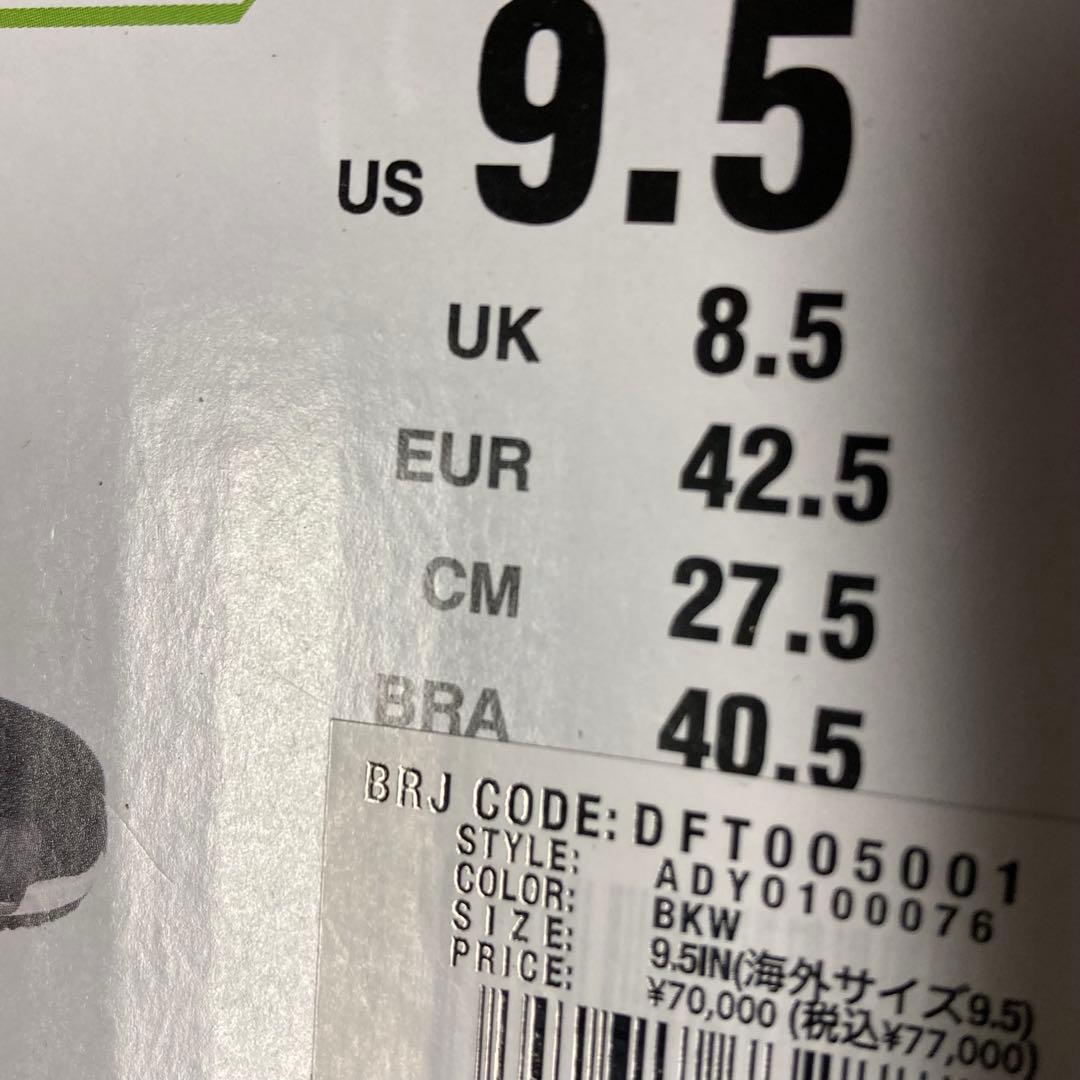 US 9.5
UK 8.5
EUR 42.5
CM 27.5
BRA 40.5
BRJ CODE: DFT005001
STYLE: ADYO100076
COLOR: BKW
SIZE: 9.5IN(海外サイズ9.5)
PRICE: ¥70,000 (税込¥77,000)